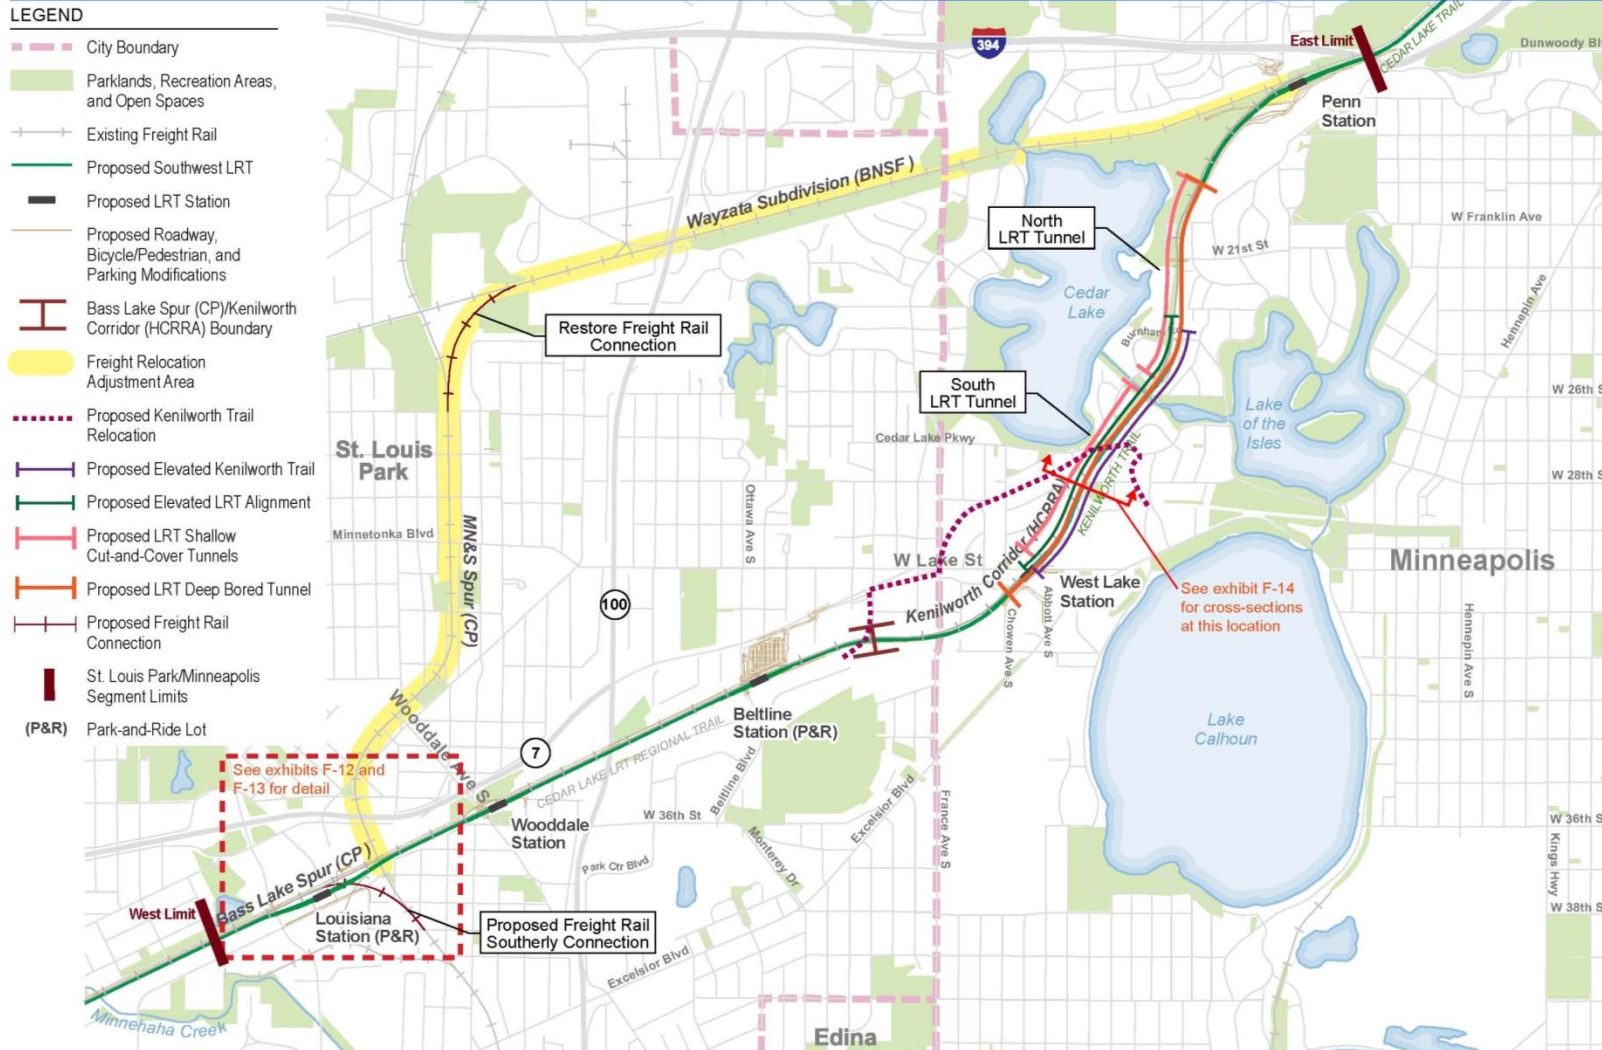 LEGEND
City Boundary
Parklands, Recreation Areas,
and Open Spaces
Existing Freight Rail
Proposed Southwest LRT
Proposed LRT Station
Proposed Roadway,
Bicycle/Pedestrian, and
Parking Modifications
Bass Lake Spur (CP)/Kenilworth
Corridor (HCRRA) Boundary
Freight Relocation
Adjustment Area
Proposed Kenilworth Trail
Relocation
Proposed Elevated Kenilworth Trail
Proposed Elevated LRT Alignment
Proposed LRT Shallow
Cut-and-Cover Tunnels
Proposed LRT Deep Bored Tunnel
Proposed Freight Rail
Connection
St. Louis Park/Minneapolis
Segment Limits
(P&R) Park-and-Ride Lot
394
East Limit
CEDAR LAKE TRAIL
Dunwoody
Penn
Station
Wayzata Subdivision (BNSF)
North
LRT Tunnel
W Franklin Ave
W 21st St
Cedar
Lake
Hennepin Ave
Restore Freight Rail
Connection
South
LRT Tunnel
W 26th S
Lake
of the
Isles
Cedar Lake Pkwy
St. Louis
Park
W 28th S
KENILWORTH TRAIL
Ottawa Ave S
Minnetonka Blvd
MN&S Spur (CP)
W Lake St
Kenilworth Corridor (HCRRA)
Minneapolis
West Lake
Station
See exhibit F-14
for cross-sections
at this location
100
Abbott Ave S
Chowen Ave S
Hennepin Ave S
Wooddale Ave S
Beltline
Station (P&R)
Lake
Calhoun
7
CEDAR LAKE LRT REGIONAL TRAIL
See exhibits F-12 and
F-13 for detail
Beltline Blvd
W 36th St
Excelsior Blvd
France Ave S
W 36th S
Wooddale
Station
Monterey Dr
Park Ctr Blvd
Kings Hwy
Bass Lake Spur (CP)
West Limit
Louisiana
Station (P&R)
Proposed Freight Rail
Southerly Connection
W 38th S
Excelsior Blvd
Minnehaha Creek
Edina